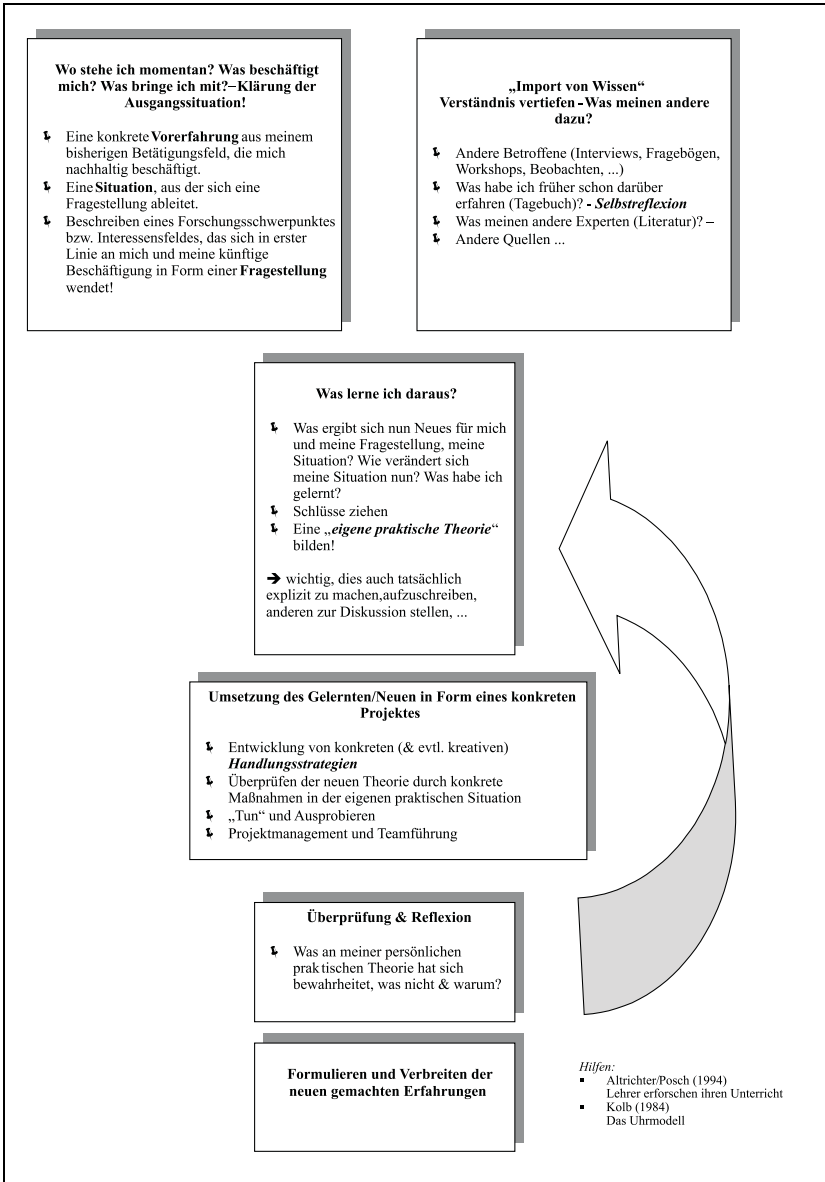 Wo stehe ich momentan? Was beschäftigt
mich? Was bringe ich mit?–Klärung der
Ausgangssituation!
Eine konkrete Vorerfahrung aus meinem
bisherigen Betätigungsfeld, die mich
nachhaltig beschäftigt.
Eine Situation, aus der sich eine
Fragestellung ableitet.
Beschreiben eines Forschungsschwerpunktes
bzw. Interessensfeldes, das sich in erster
Linie an mich und meine künftige
Beschäftigung in Form einer Fragestellung
wendet!
„Import von Wissen“
Verständnis vertiefen - Was meinen andere
dazu?
Andere Betroffene (Interviews, Fragebögen,
Workshops, Beobachten, ...)
Was habe ich früher schon darüber
erfahren (Tagebuch)? - Selbstreflexion
Was meinen andere Experten (Literatur)? –
Andere Quellen ...
Was lerne ich daraus?
Was ergibt sich nun Neues für mich
und meine Fragestellung, meine
Situation? Wie verändert sich
meine Situation nun? Was habe ich
gelernt?
Schlüsse ziehen
Eine „eigene praktische Theorie“
bilden!
➔ wichtig, dies auch tatsächlich
explizit zu machen,aufzuschreiben,
anderen zur Diskussion stellen, ...
Umsetzung des Gelernten/Neuen in Form eines konkreten
Projektes
Entwicklung von konkreten (& evtl. kreativen)
Handlungsstrategien
Überprüfen der neuen Theorie durch konkrete
Maßnahmen in der eigenen praktischen Situation
„Tun“ und Ausprobieren
Projektmanagement und Teamführung
Überprüfung & Reflexion
Was an meiner persönlichen
praktischen Theorie hat sich
bewahrheitet, was nicht & warum?
Formulieren und Verbreiten der
neuen gemachten Erfahrungen
Hilfen:
▪ Altrichter/Posch (1994)
Lehrer erforschen ihren Unterricht
▪ Kolb (1984)
Das Uhrmodell